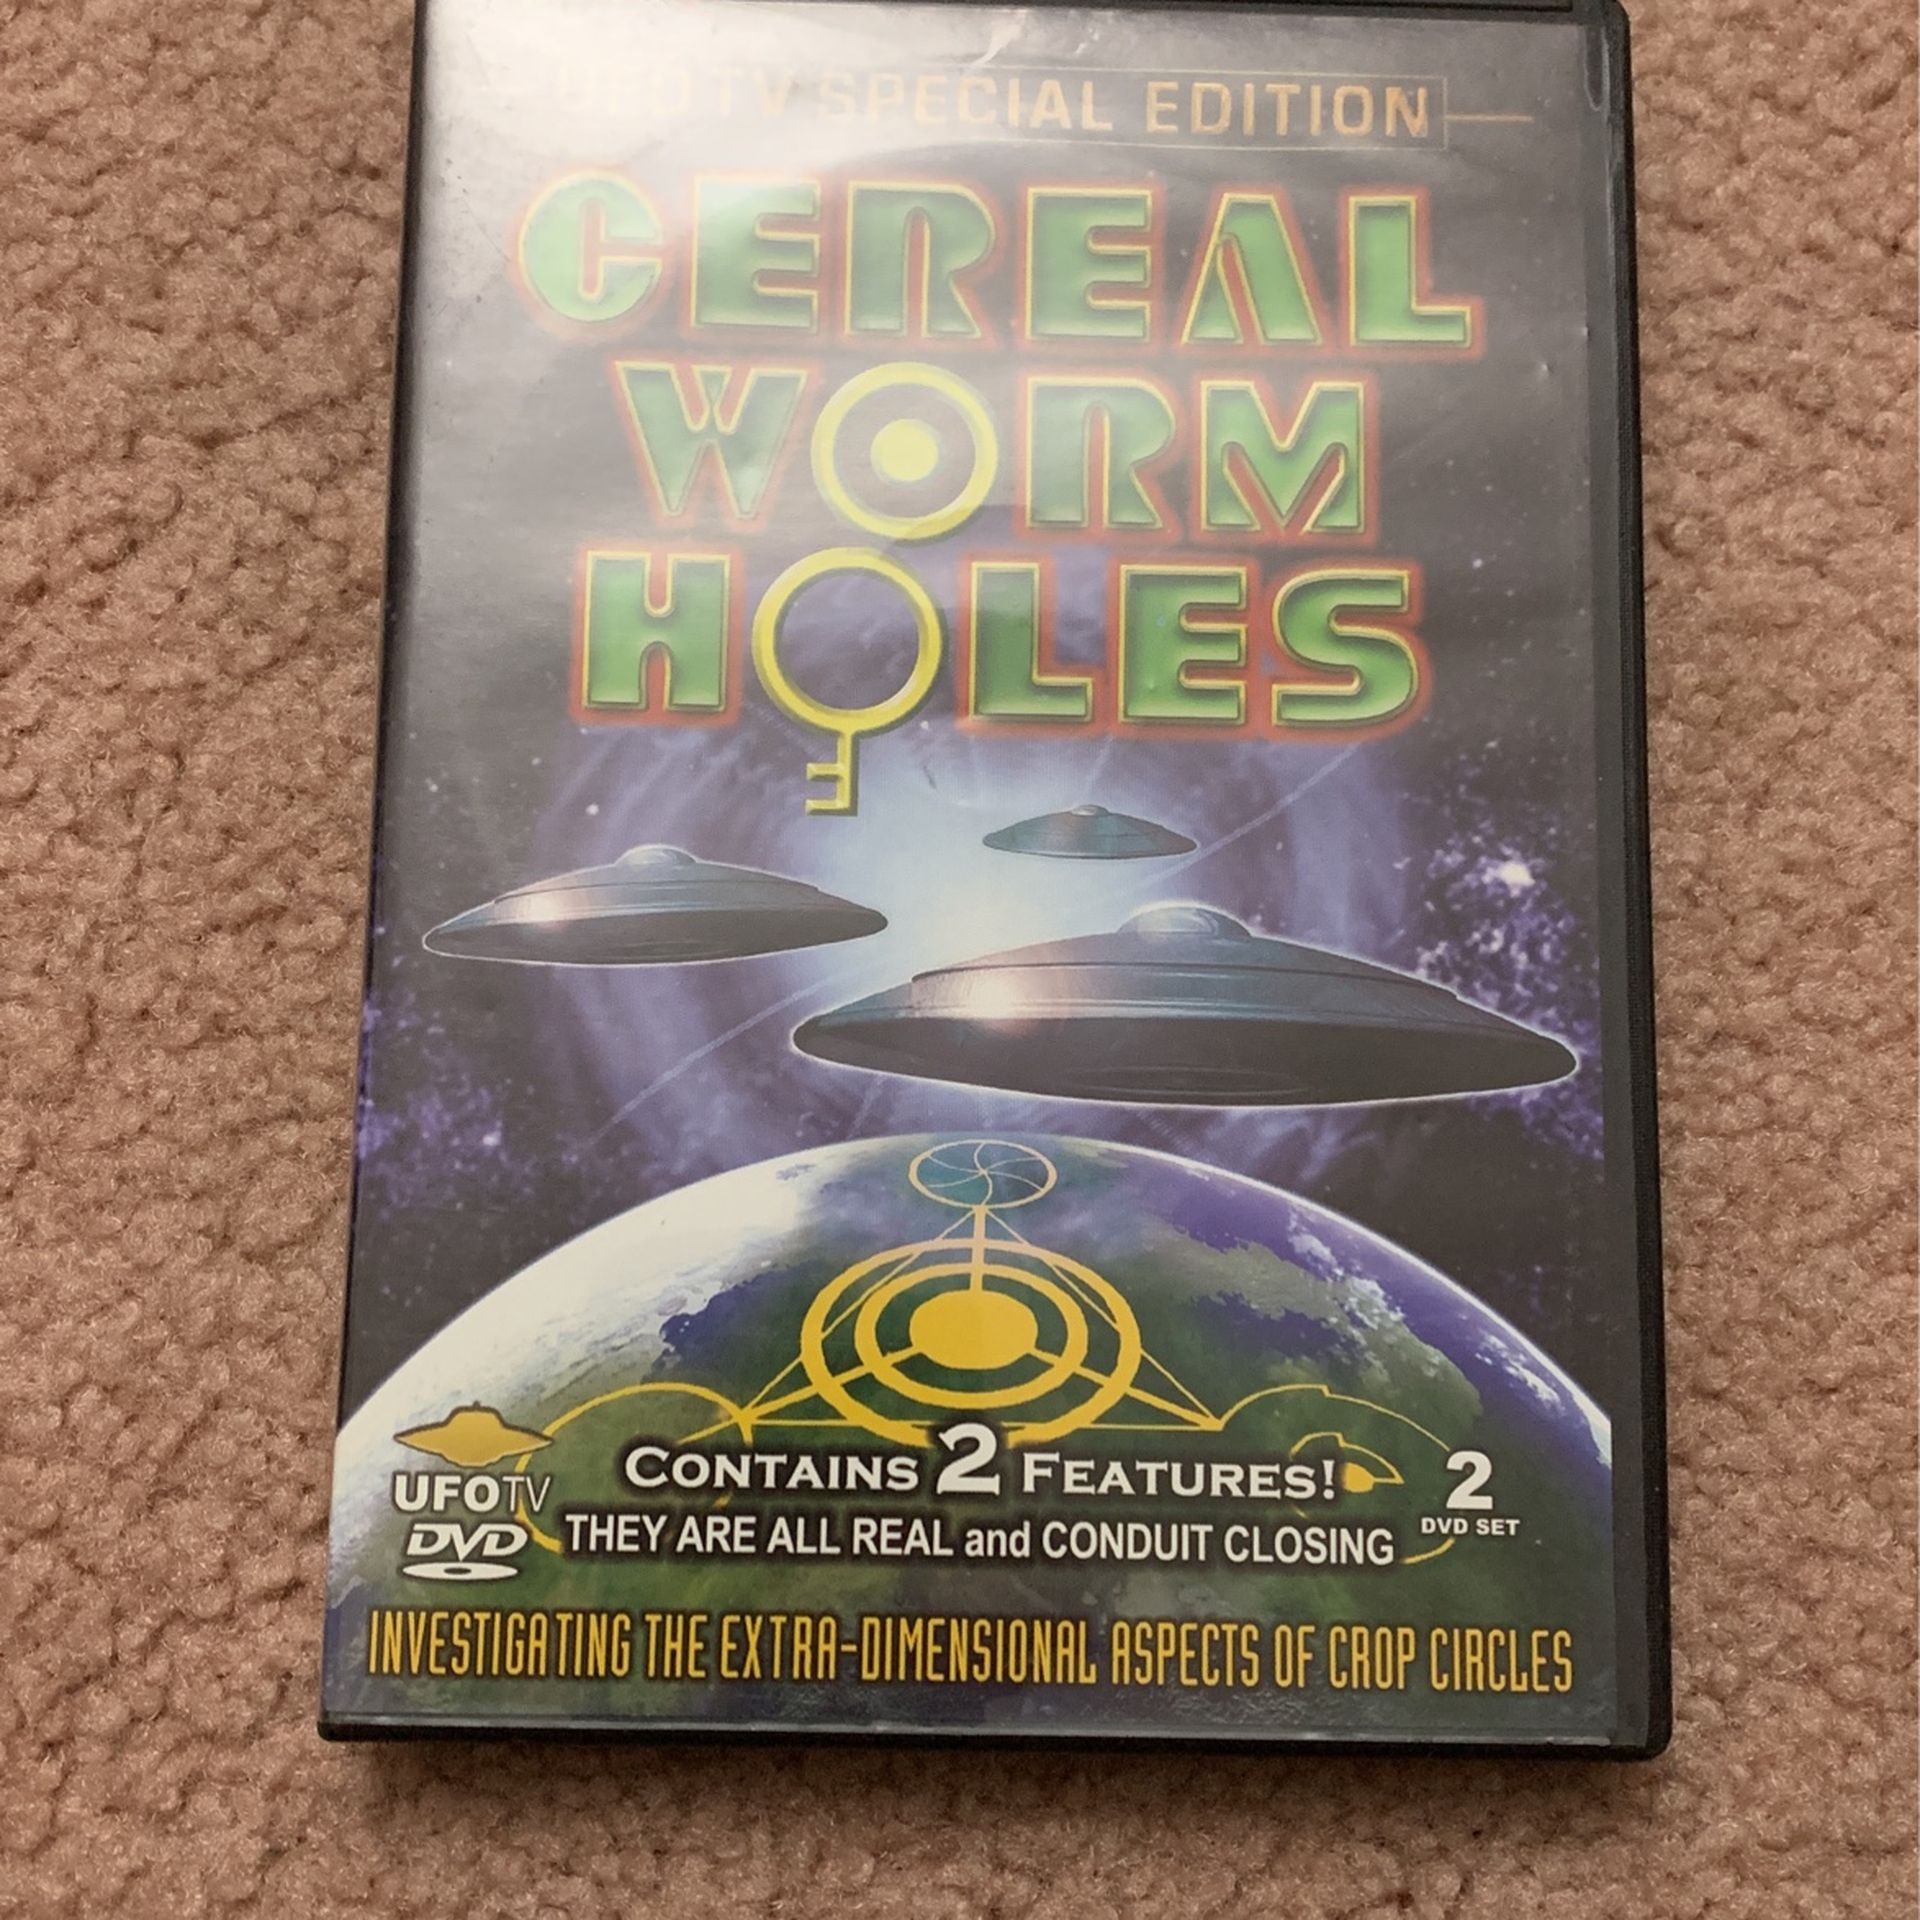 UFOTV SPECIAL EDITION
CEREAL
WORM
HOLES
UFOTV
DVD
CONTAINS 2 FEATURES!
THEY ARE ALL REAL and CONDUIT CLOSING
2
DVD SET
INVESTIGATING THE EXTRA-DIMENSIONAL ASPECTS OF CROP CIRCLES